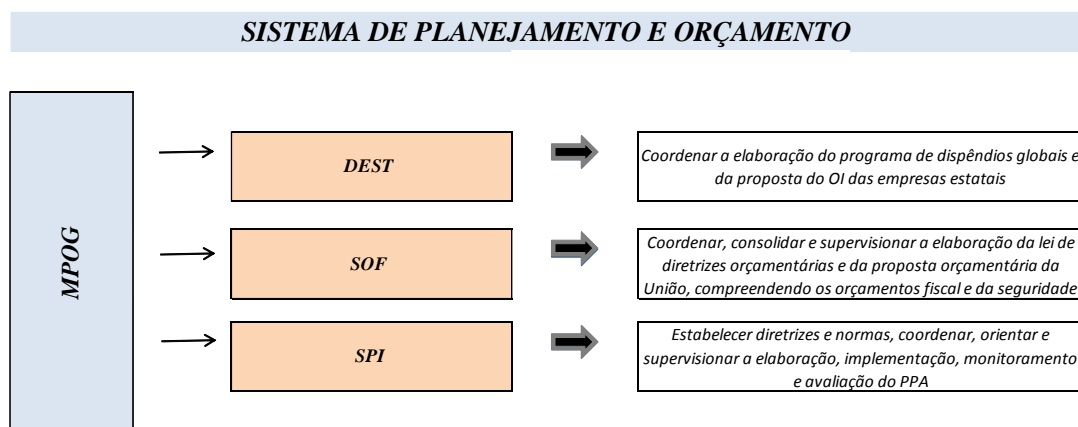 SISTEMA DE PLANEJAMENTO E ORÇAMENTO
MPOG
DEST
Coordenar a elaboração do programa de dispêndios globais e
da proposta do OI das empresas estatais
SOF
Coordenar, consolidar e supervisionar a elaboração da lei de
diretrizes orçamentárias e da proposta orçamentária da
União, compreendendo os orçamentos fiscal e da seguridade
SPI
Estabelecer diretrizes e normas, coordenar, orientar e
supervisionar a elaboração, implementação, monitoramento
e avaliação do PPA